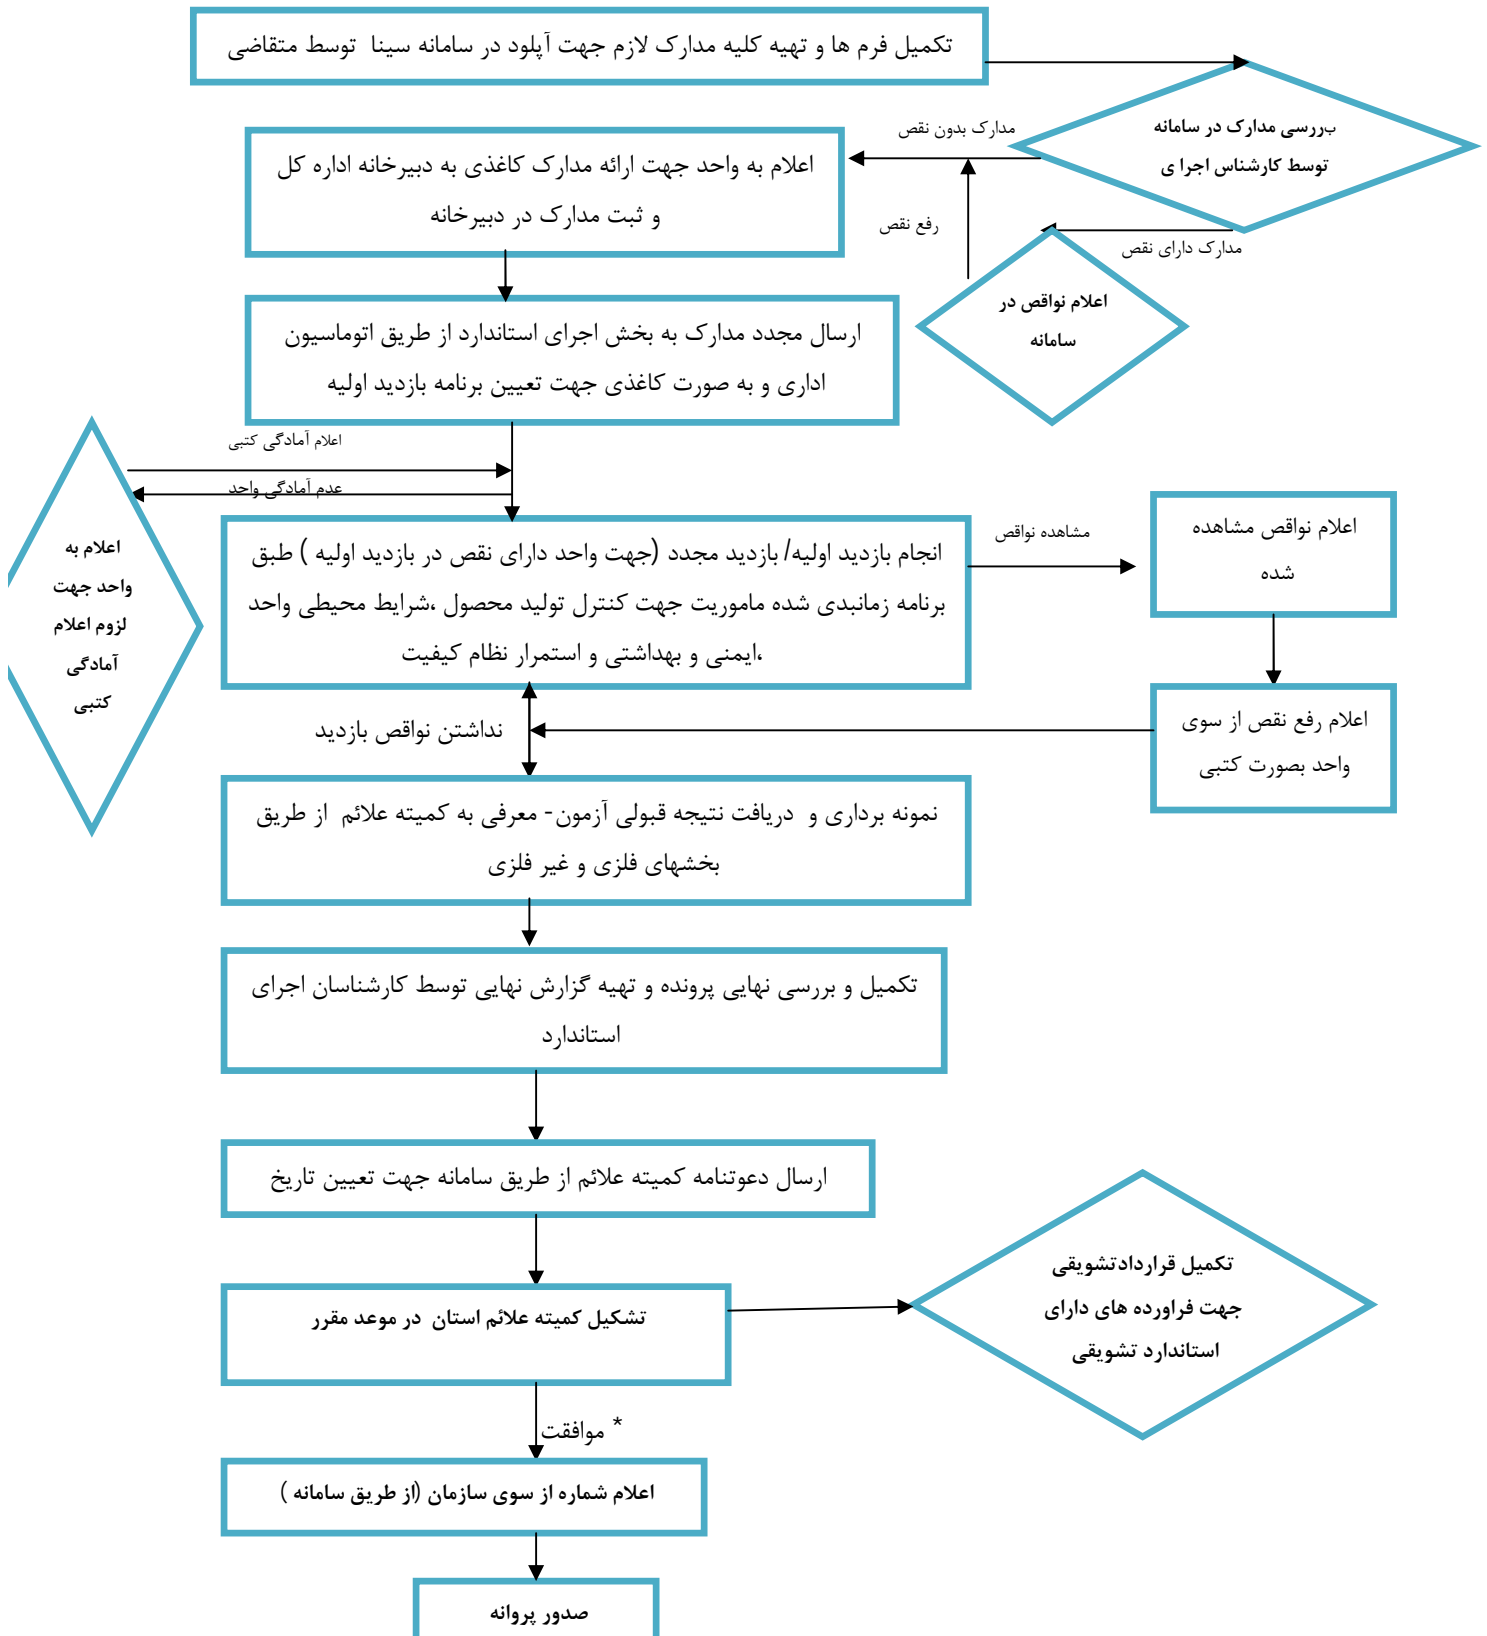 تکمیل فرم ها و تهیه کلیه مدارک لازم جهت آپلود در سامانه سینا توسط متقاضی
بررسی مدارک در سامانه
توسط کارشناس اجرا ی
مدارک بدون نقص
اعلام به واحد جهت ارائه مدارک کاغذی به دبیرخانه اداره کل
و ثبت مدارک در دبیرخانه
رفع نقص
مدارک دارای نقص
اعلام نواقص در
سامانه
ارسال مجدد مدارک به بخش اجرای استاندارد از طریق اتوماسیون
اداری و به صورت کاغذی جهت تعیین برنامه بازدید اولیه
اعلام آمادگی کتبی
عدم آمادگی واحد
اعلام به
واحد جهت
لزوم اعلام
آمادگی
کتبی
انجام بازدید اولیه/ بازدید مجدد (جهت واحد دارای نقص در بازدید اولیه ) طبق
برنامه زمانبدی شده ماموریت جهت کنترل تولید محصول ،شرایط محیطی واحد
،ایمنی و بهداشتی و استمرار نظام کیفیت
مشاهده نواقص
اعلام نواقص مشاهده
شده
اعلام رفع نقص از سوی
واحد بصورت کتبی
نداشتن نواقص بازدید
نمونه برداری و دریافت نتیجه قبولی آزمون- معرفی به کمیته علائم از طریق
بخشهای فلزی و غیر فلزی
تکمیل و بررسی نهایی پرونده و تهیه گزارش نهایی توسط کارشناسان اجرای
استاندارد
ارسال دعوتنامه کمیته علائم از طریق سامانه جهت تعیین تاریخ
تشکیل کمیته علائم استان در موعد مقرر
تکمیل قراردادتشویقی
جهت فراورده های دارای
استاندارد تشویقی
* موافقت
اعلام شماره از سوی سازمان (از طریق سامانه )
صدور پروانه